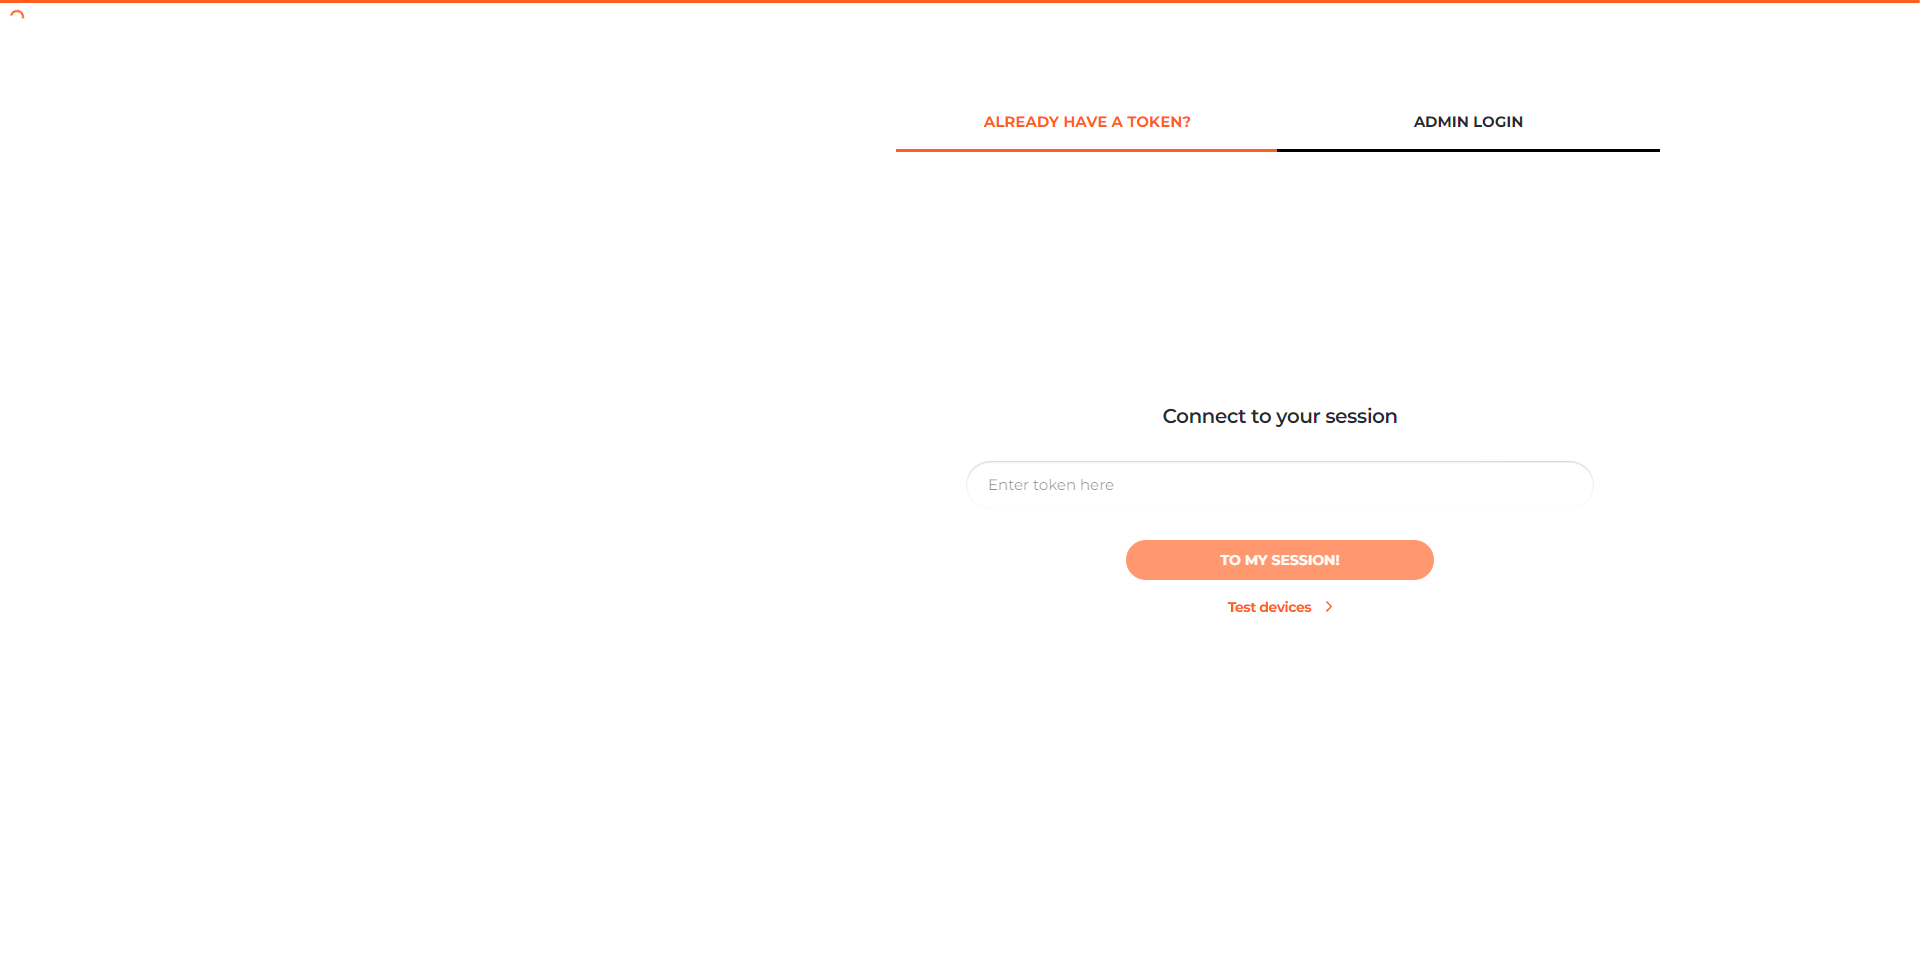 ALREADY HAVE A TOKEN?
ADMIN LOGIN
Connect to your session
Enter token here
TO MY SESSION!
Test devices